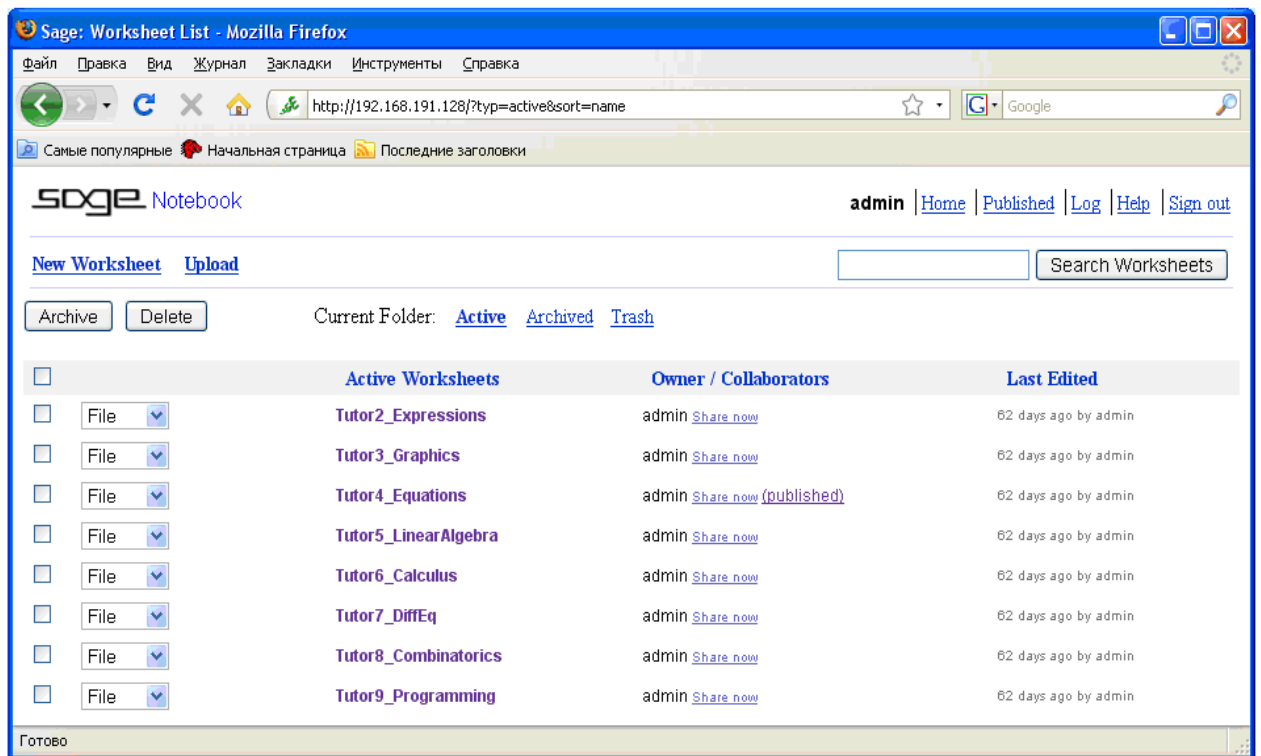 Sage: Worksheet List - Mozilla Firefox
Файл Правка Вид Журнал Закладки Инструменты Справка
http://192.168.191.128/?typ=active&sort=name G Google
Самые популярные Начальная страница Последние заголовки
sage Notebook admin | Home | Published | Log | Help | Sign out
New Worksheet Upload Search Worksheets
Archive Delete Current Folder: Active Archived Trash
Active Worksheets Owner / Collaborators Last Edited
File Tutor2_Expressions admin Share now 62 days ago by admin
File Tutor3_Graphics admin Share now 62 days ago by admin
File Tutor4_Equations admin Share now (published) 62 days ago by admin
File Tutor5_LinearAlgebra admin Share now 62 days ago by admin
File Tutor6_Calculus admin Share now 62 days ago by admin
File Tutor7_DiffEq admin Share now 62 days ago by admin
File Tutor8_Combinatorics admin Share now 62 days ago by admin
File Tutor9_Programming admin Share now 62 days ago by admin
Готово